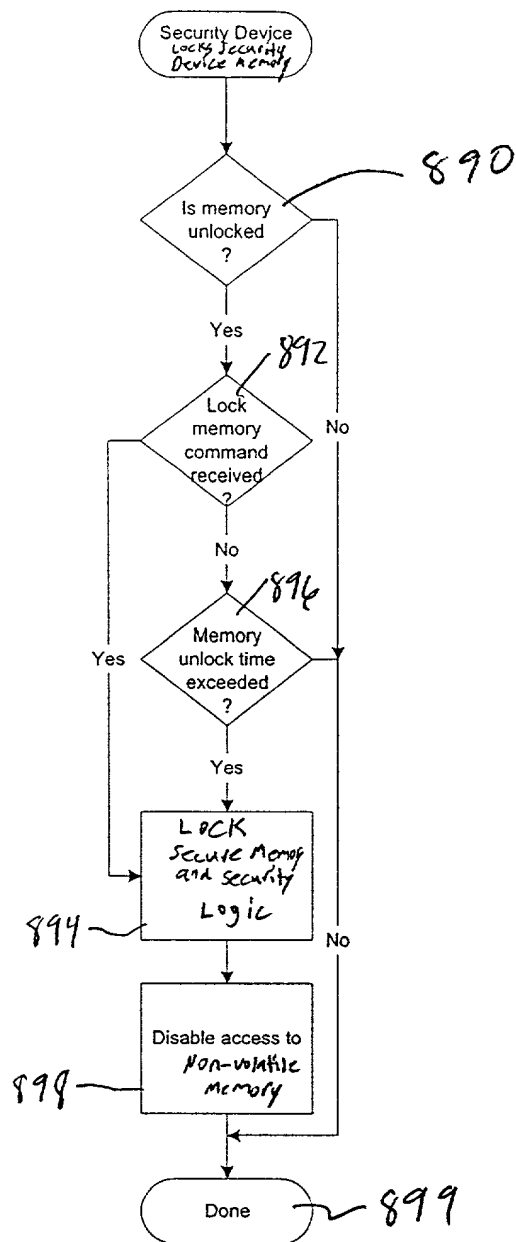 Security Device
Locks Security
Device Memory
890
Is memory
unlocked
?
Yes
892
Lock
memory
command
received
?
No
No
896
Memory
unlock time
exceeded
?
Yes
Yes
LOCK
Secure Memory
and Security
Logic
894
No
Disable access to
Non-volatile
Memory
898
Done
899